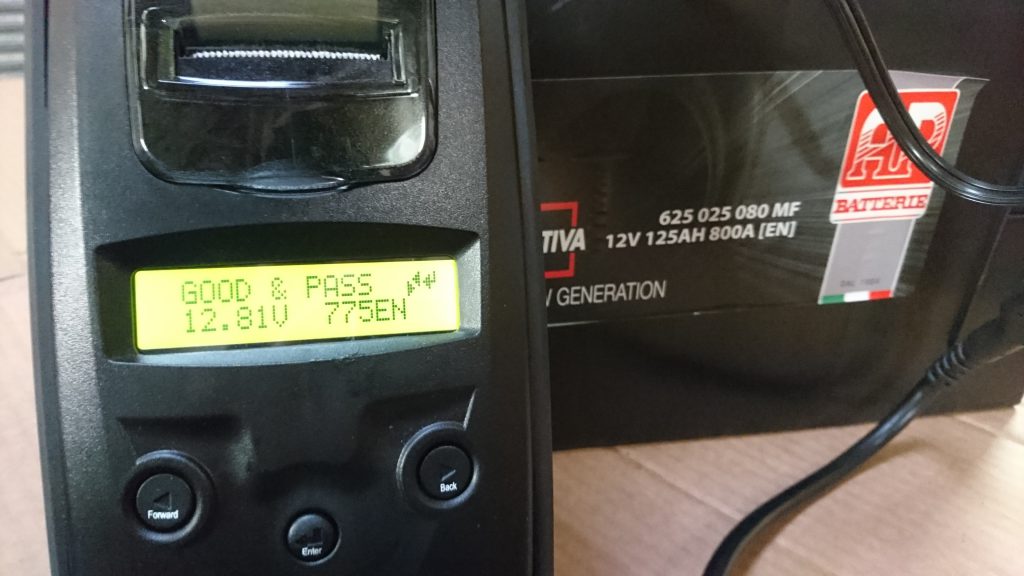 GOOD & PASS
12.81V 775EN
Forward
Back
Enter
TIVA
625 025 080 MF
12V 125AH 800A [EN]
GENERATION
BATTERIE